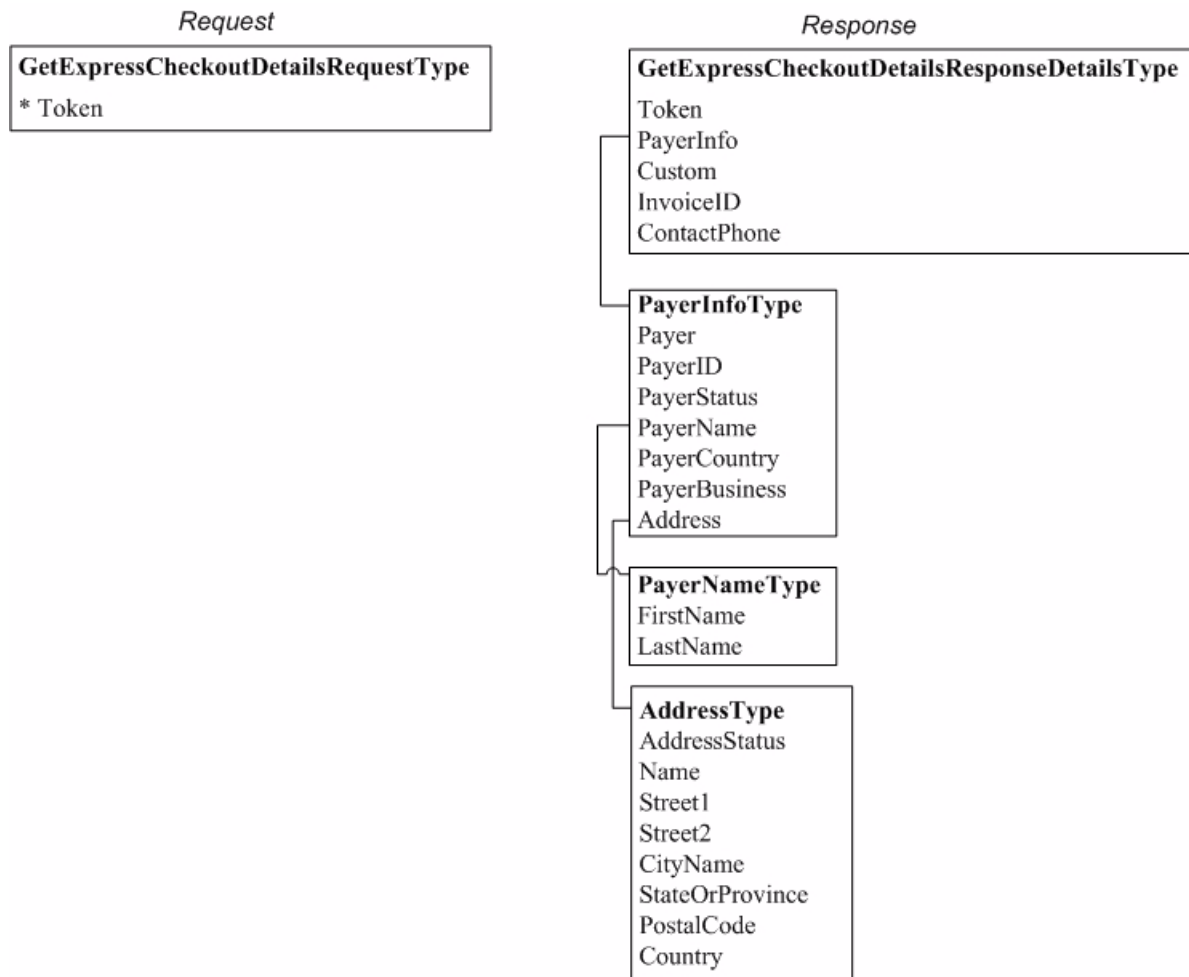 Request
GetExpressCheckoutDetailsRequestType
* Token
Response
GetExpressCheckoutDetailsResponseDetailsType
Token
PayerInfo
Custom
InvoiceID
ContactPhone
PayerInfoType
Payer
PayerID
PayerStatus
PayerName
PayerCountry
PayerBusiness
Address
PayerNameType
FirstName
LastName
AddressType
AddressStatus
Name
Street1
Street2
CityName
StateOrProvince
PostalCode
Country